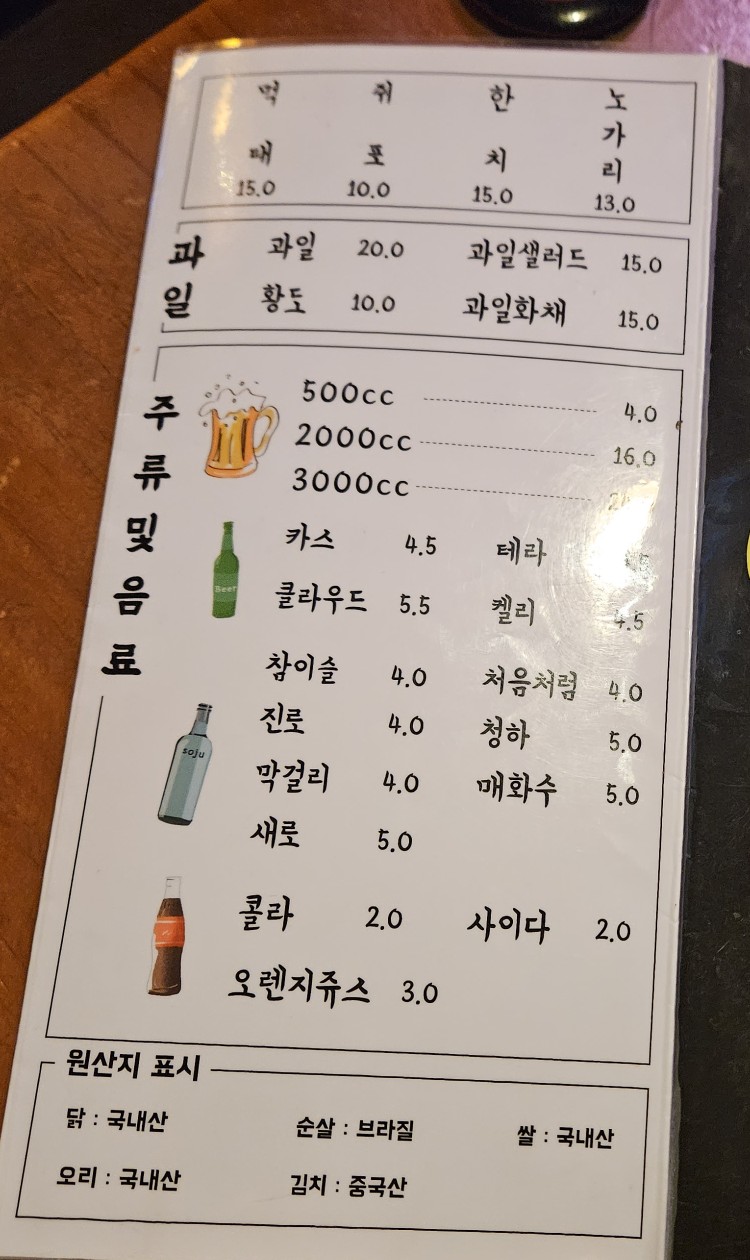 먹태 15.0 쥐포 10.0 한치 15.0 노가리 13.0
과일
과일 20.0 과일샐러드 15.0
황도 10.0 과일화채 15.0
주류 및 음료
500cc 4.0
2000cc 16.0
3000cc
Beer
카스 4.5 테라
클라우드 5.5 켈리 4.5
soju
참이슬 4.0 처음처럼 4.0
진로 4.0 청하 5.0
막걸리 4.0 매화수 5.0
새로 5.0
콜라 2.0 사이다 2.0
오렌지쥬스 3.0
원산지 표시
닭 : 국내산 순살 : 브라질 쌀 : 국내산
오리 : 국내산 김치 : 중국산